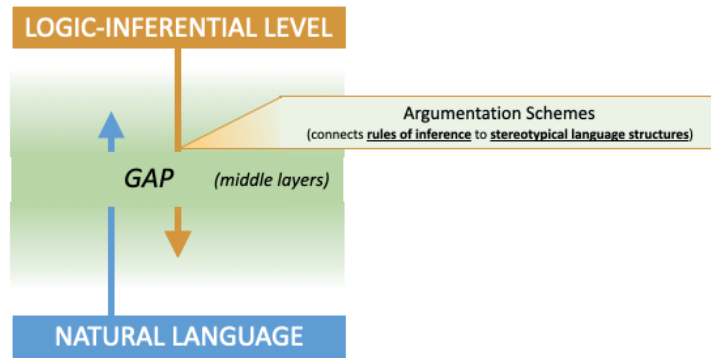 LOGIC-INFERENTIAL LEVEL
Argumentation Schemes
(connects rules of inference to stereotypical language structures)
GAP (middle layers)
NATURAL LANGUAGE